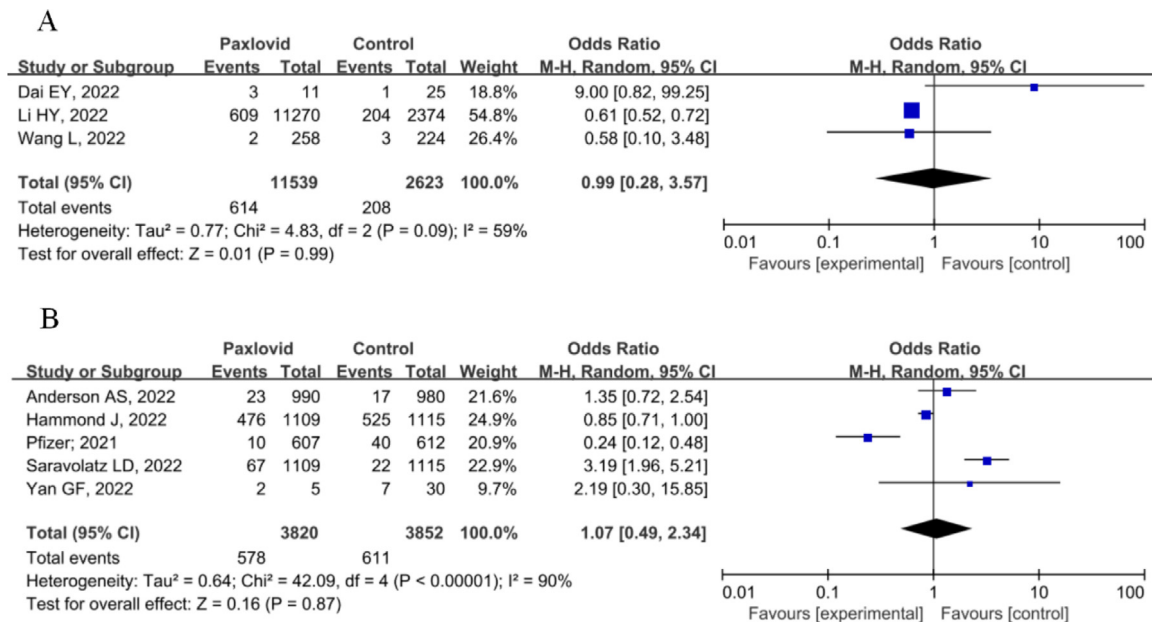 A
Paxlovid Control Odds Ratio Odds Ratio
Study or Subgroup Events Total Events Total Weight M-H, Random, 95% CI M-H, Random, 95% CI
Dai EY, 2022 3 11 1 25 18.8% 9.00 [0.82, 99.25]
Li HY, 2022 609 11270 204 2374 54.8% 0.61 [0.52, 0.72]
Wang L, 2022 2 258 3 224 26.4% 0.58 [0.10, 3.48]
Total (95% CI) 11539 2623 100.0% 0.99 [0.28, 3.57]
Total events 614 208
Heterogeneity: Tau² = 0.77; Chi² = 4.83, df = 2 (P = 0.09); I² = 59%
Test for overall effect: Z = 0.01 (P = 0.99)
0.01 0.1 1 10 100
Favours [experimental] Favours [control]
B
Paxlovid Control Odds Ratio Odds Ratio
Study or Subgroup Events Total Events Total Weight M-H, Random, 95% CI M-H, Random, 95% CI
Anderson AS, 2022 23 990 17 980 21.6% 1.35 [0.72, 2.54]
Hammond J, 2022 476 1109 525 1115 24.9% 0.85 [0.71, 1.00]
Pfizer; 2021 10 607 40 612 20.9% 0.24 [0.12, 0.48]
Saravolatz LD, 2022 67 1109 22 1115 22.9% 3.19 [1.96, 5.21]
Yan GF, 2022 2 5 7 30 9.7% 2.19 [0.30, 15.85]
Total (95% CI) 3820 3852 100.0% 1.07 [0.49, 2.34]
Total events 578 611
Heterogeneity: Tau² = 0.64; Chi² = 42.09, df = 4 (P < 0.00001); I² = 90%
Test for overall effect: Z = 0.16 (P = 0.87)
0.01 0.1 1 10 100
Favours [experimental] Favours [control]